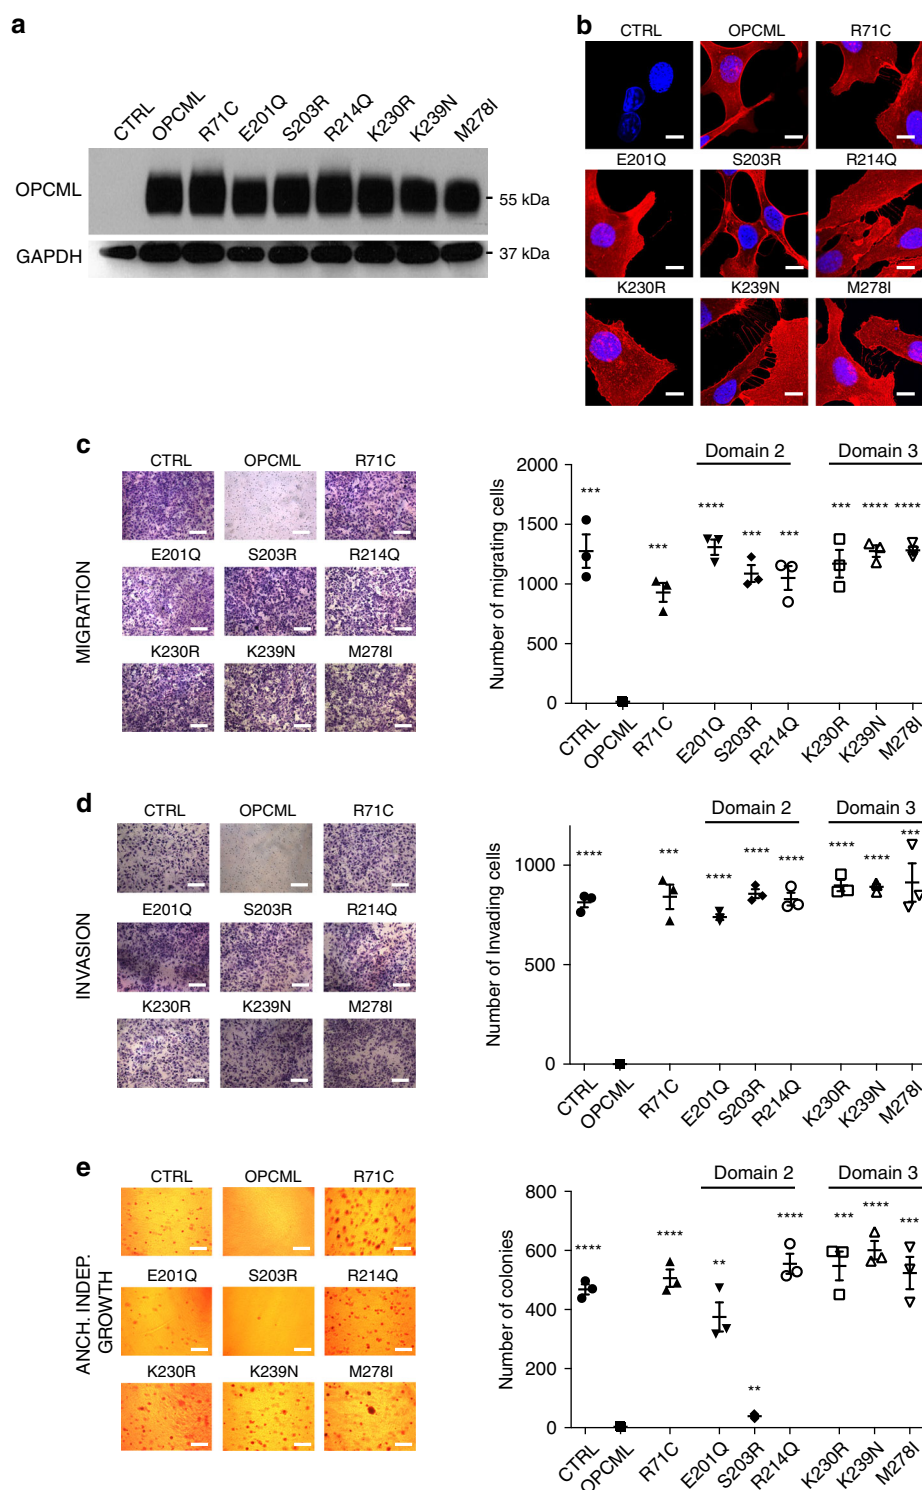 a
CTRL
OPCML
R71C
E201Q
S203R
R214Q
K230R
K239N
M278I
OPCML
55 kDa
GAPDH
37 kDa
b
CTRL OPCML R71C
E201Q S203R R214Q
K230R K239N M278I
c
MIGRATION
CTRL OPCML R71C
E201Q S203R R214Q
K230R K239N M278I
Number of migrating cells
2000
1500
1000
500
0
Domain 2 Domain 3
*** *** **** *** *** *** **** ****
CTRL
OPCML
R71C
E201Q
S203R
R214Q
K230R
K239N
M278I
d
INVASION
CTRL OPCML R71C
E201Q S203R R214Q
K230R K239N M278I
Number of Invading cells
1000
500
0
Domain 2 Domain 3
**** *** **** **** **** **** **** ***
CTRL
OPCML
R71C
E201Q
S203R
R214Q
K230R
K239N
M278I
e
ANCH. INDEP.
GROWTH
CTRL OPCML R71C
E201Q S203R R214Q
K230R K239N M278I
Number of colonies
800
600
400
200
0
Domain 2 Domain 3
**** **** ** ** **** *** **** ***
CTRL
OPCML
R71C
E201Q
S203R
R214Q
K230R
K239N
M278I